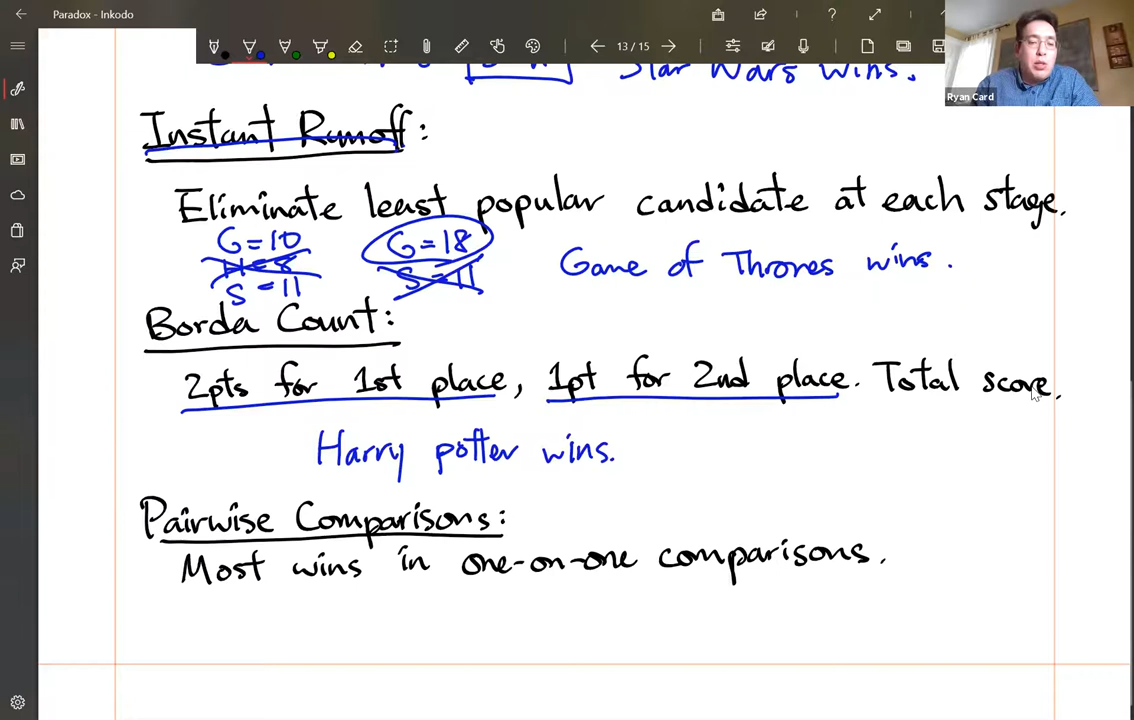 Paradox - Inkodo
13 / 15
Star Wars wins.
Ryan Card
Instant Runoff:
Eliminate least popular candidate at each stage.
G = 10
G = 18
H = 8
S = 11
S = 11
Game of Thrones wins.
Borda Count:
2pts for 1st place, 1pt for 2nd place. Total score.
Harry potter wins.
Pairwise Comparisons:
Most wins in one-on-one comparisons.